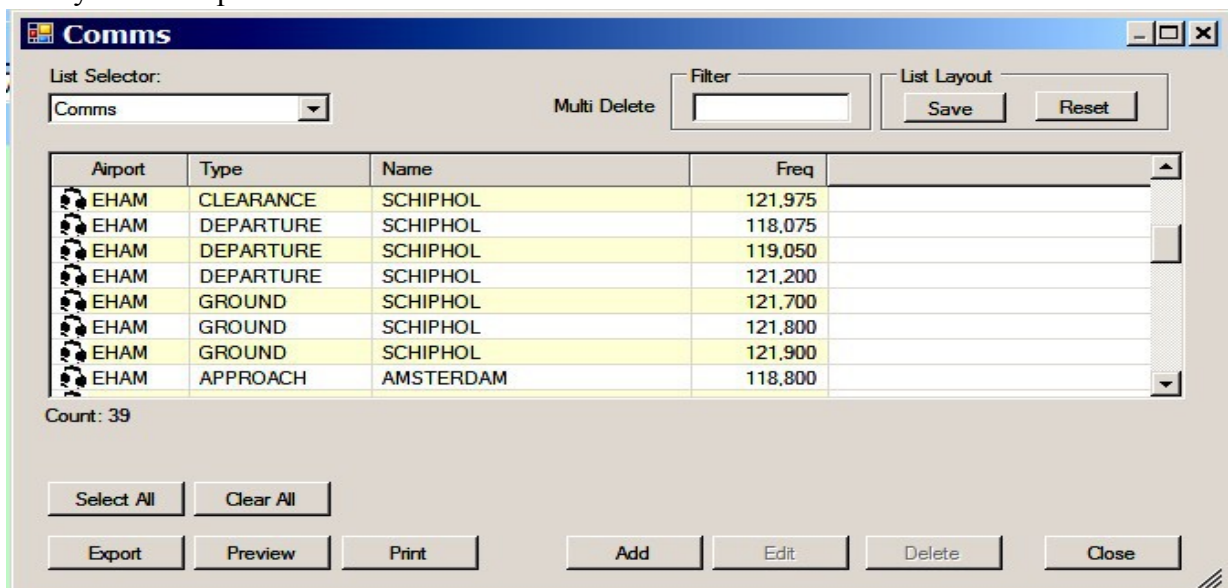 Comms
List Selector:
Filter
List Layout
Comms
Multi Delete
Save
Reset
Airport Type Name Freq
EHAM CLEARANCE SCHIPHOL 121,975
EHAM DEPARTURE SCHIPHOL 118,075
EHAM DEPARTURE SCHIPHOL 119,050
EHAM DEPARTURE SCHIPHOL 121,200
EHAM GROUND SCHIPHOL 121,700
EHAM GROUND SCHIPHOL 121,800
EHAM GROUND SCHIPHOL 121,900
EHAM APPROACH AMSTERDAM 118,800
Count: 39
Select All Clear All
Export Preview Print Add Edit Delete Close